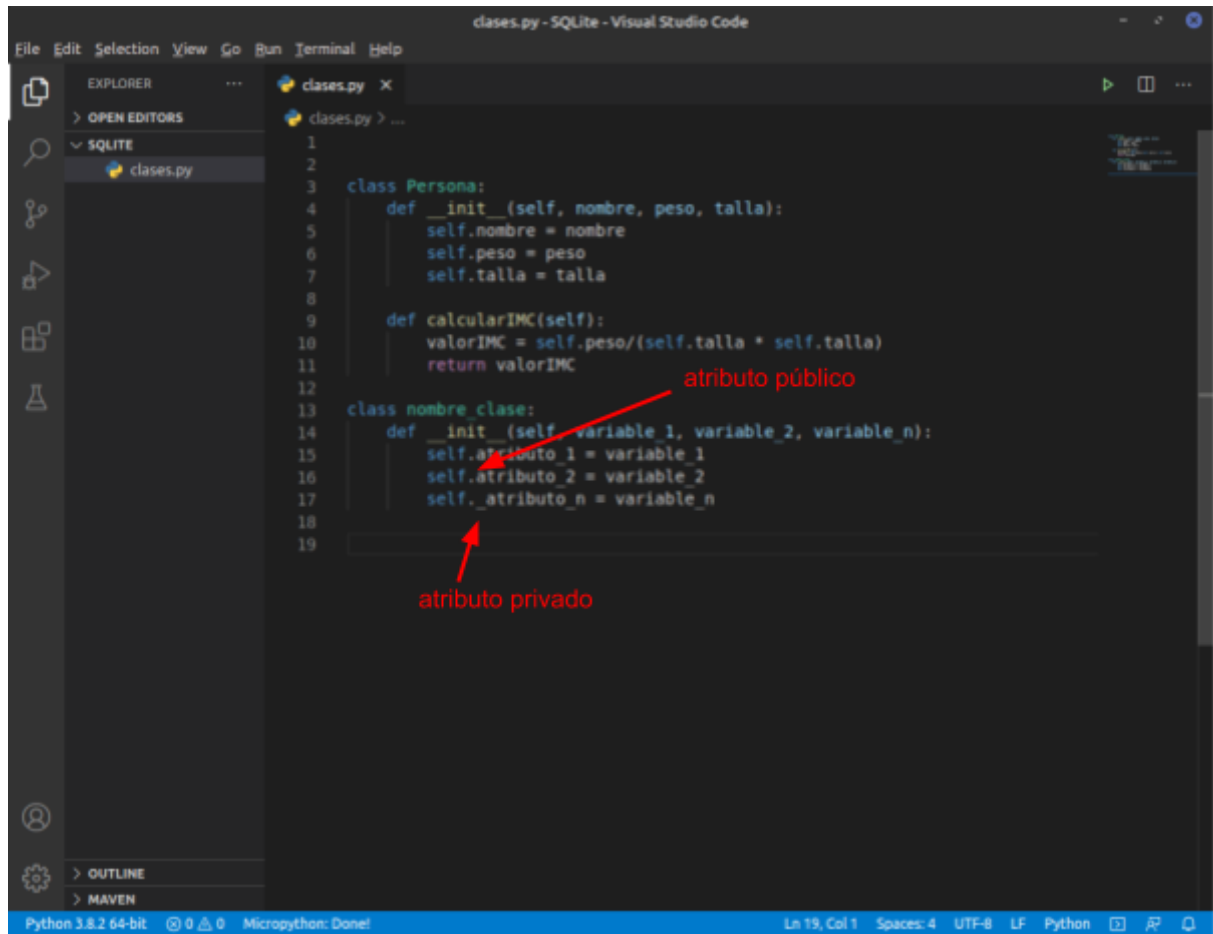 clases.py - SQLite - Visual Studio Code
File Edit Selection View Go Run Terminal Help
EXPLORER ···
clases.py ×
> OPEN EDITORS
clases.py > ...
SQLITE
clases.py
1
2
3 class Persona:
4 def __init__(self, nombre, peso, talla):
5 self.nombre = nombre
6 self.peso = peso
7 self.talla = talla
8
9 def calcularIMC(self):
10 valorIMC = self.peso/(self.talla * self.talla)
11 return valorIMC
atributo público
12
13 class nombre_clase:
14 def __init__(self, variable_1, variable_2, variable_n):
15 self.atributo_1 = variable_1
16 self.atributo_2 = variable_2
17 self._atributo_n = variable_n
18
19
atributo privado
> OUTLINE
> MAVEN
Python 3.8.2 64-bit 0 0 Micropython: Done! Ln 19, Col 1 Spaces: 4 UTF-8 LF Python